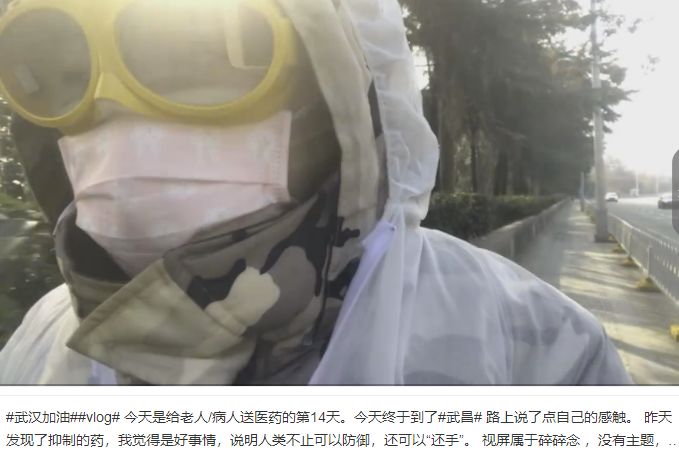 #武汉加油##vlog# 今天是给老人/病人送医药的第14天。今天终于到了#武昌# 路上说了点自己的感触。 昨天
发现了抑制的药，我觉得是好事情，说明人类不止可以防御，还可以“还手”。 视屏属于碎碎念 ，没有主题，..